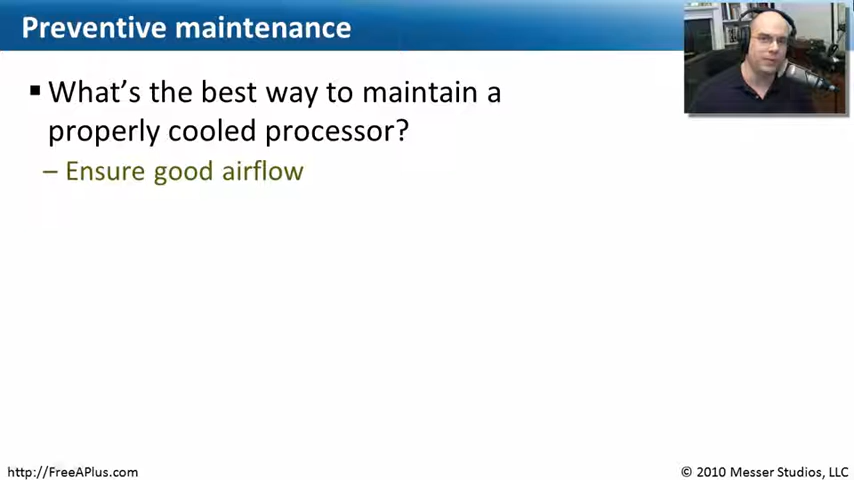 Preventive maintenance
▪ What's the best way to maintain a
properly cooled processor?
– Ensure good airflow
http://FreeAPlus.com
© 2010 Messer Studios, LLC